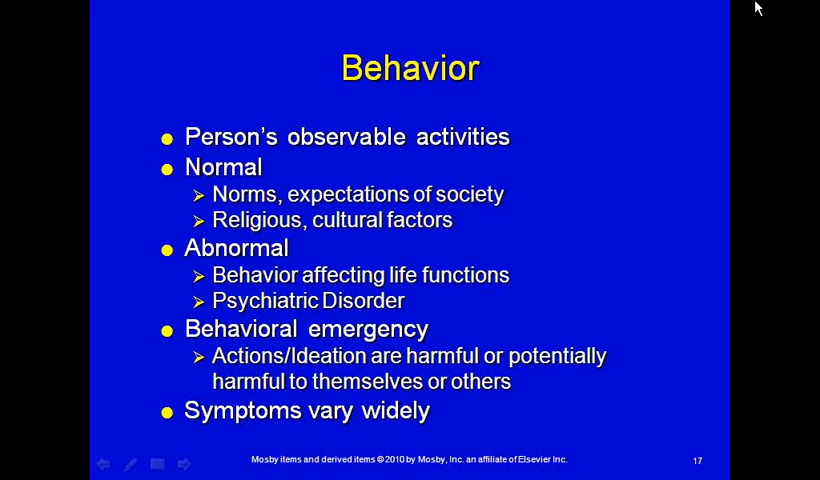 Behavior
Person's observable activities
Normal
Norms, expectations of society
Religious, cultural factors
Abnormal
Behavior affecting life functions
Psychiatric Disorder
Behavioral emergency
Actions/Ideation are harmful or potentially
harmful to themselves or others
Symptoms vary widely
Mosby items and derived items © 2010 by Mosby, Inc. an affiliate of Elsevier Inc.
17